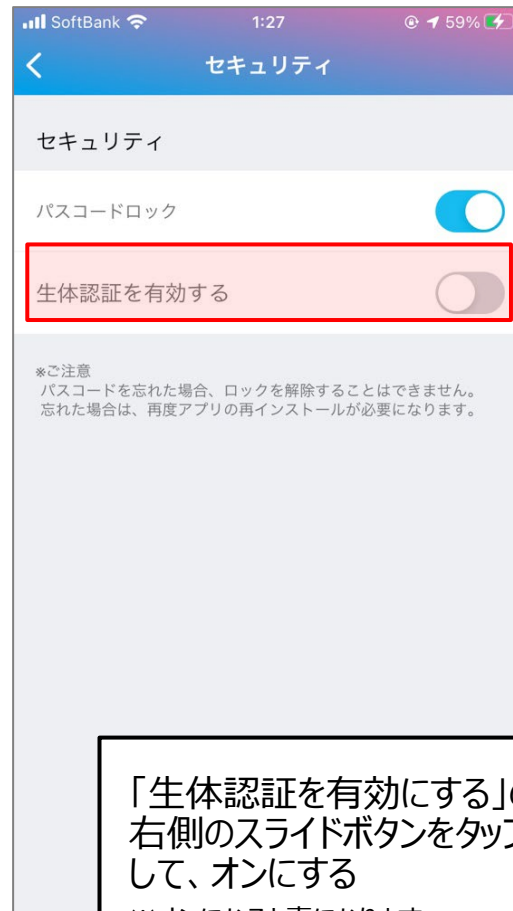 SoftBank 1:27 59%
セキュリティ
セキュリティ
パスコードロック
生体認証を有効する
※ご注意
パスコードを忘れた場合、ロックを解除することはできません。
忘れた場合は、再度アプリの再インストールが必要になります。
「生体認証を有効にする」の
右側のスライドボタンをタップ
して、オンにする